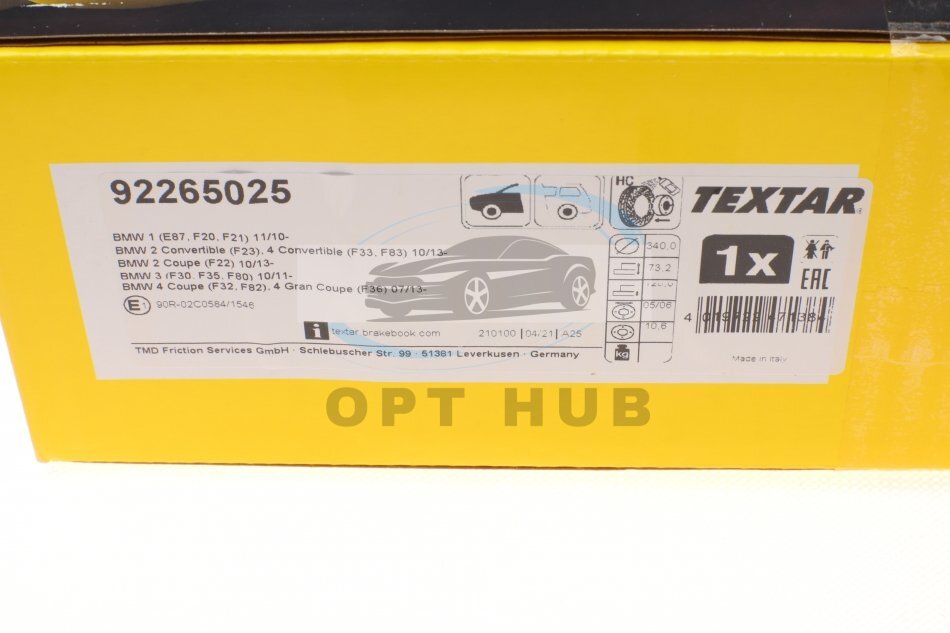 92265025
HC
TEXTAR
BMW 1 (E87, F20, F21) 11/10-
BMW 2 Convertible (F23), 4 Convertible (F33, F83) 10/13-
BMW 2 Coupe (F22) 10/13-
BMW 3 (F30, F35, F80) 10/11-
BMW 4 Coupe (F32, F82), 4 Gran Coupe (F36) 07/13-
E1 90R-02C0584/1546
340,0
73,2
05/06
10,6
kg
1x
EAC
i textar.brakebook.com
210100 04/21 A25
TMD Friction Services GmbH · Schlebuscher Str. 99 · 51381 Leverkusen · Germany
Made in Italy
OPT HUB